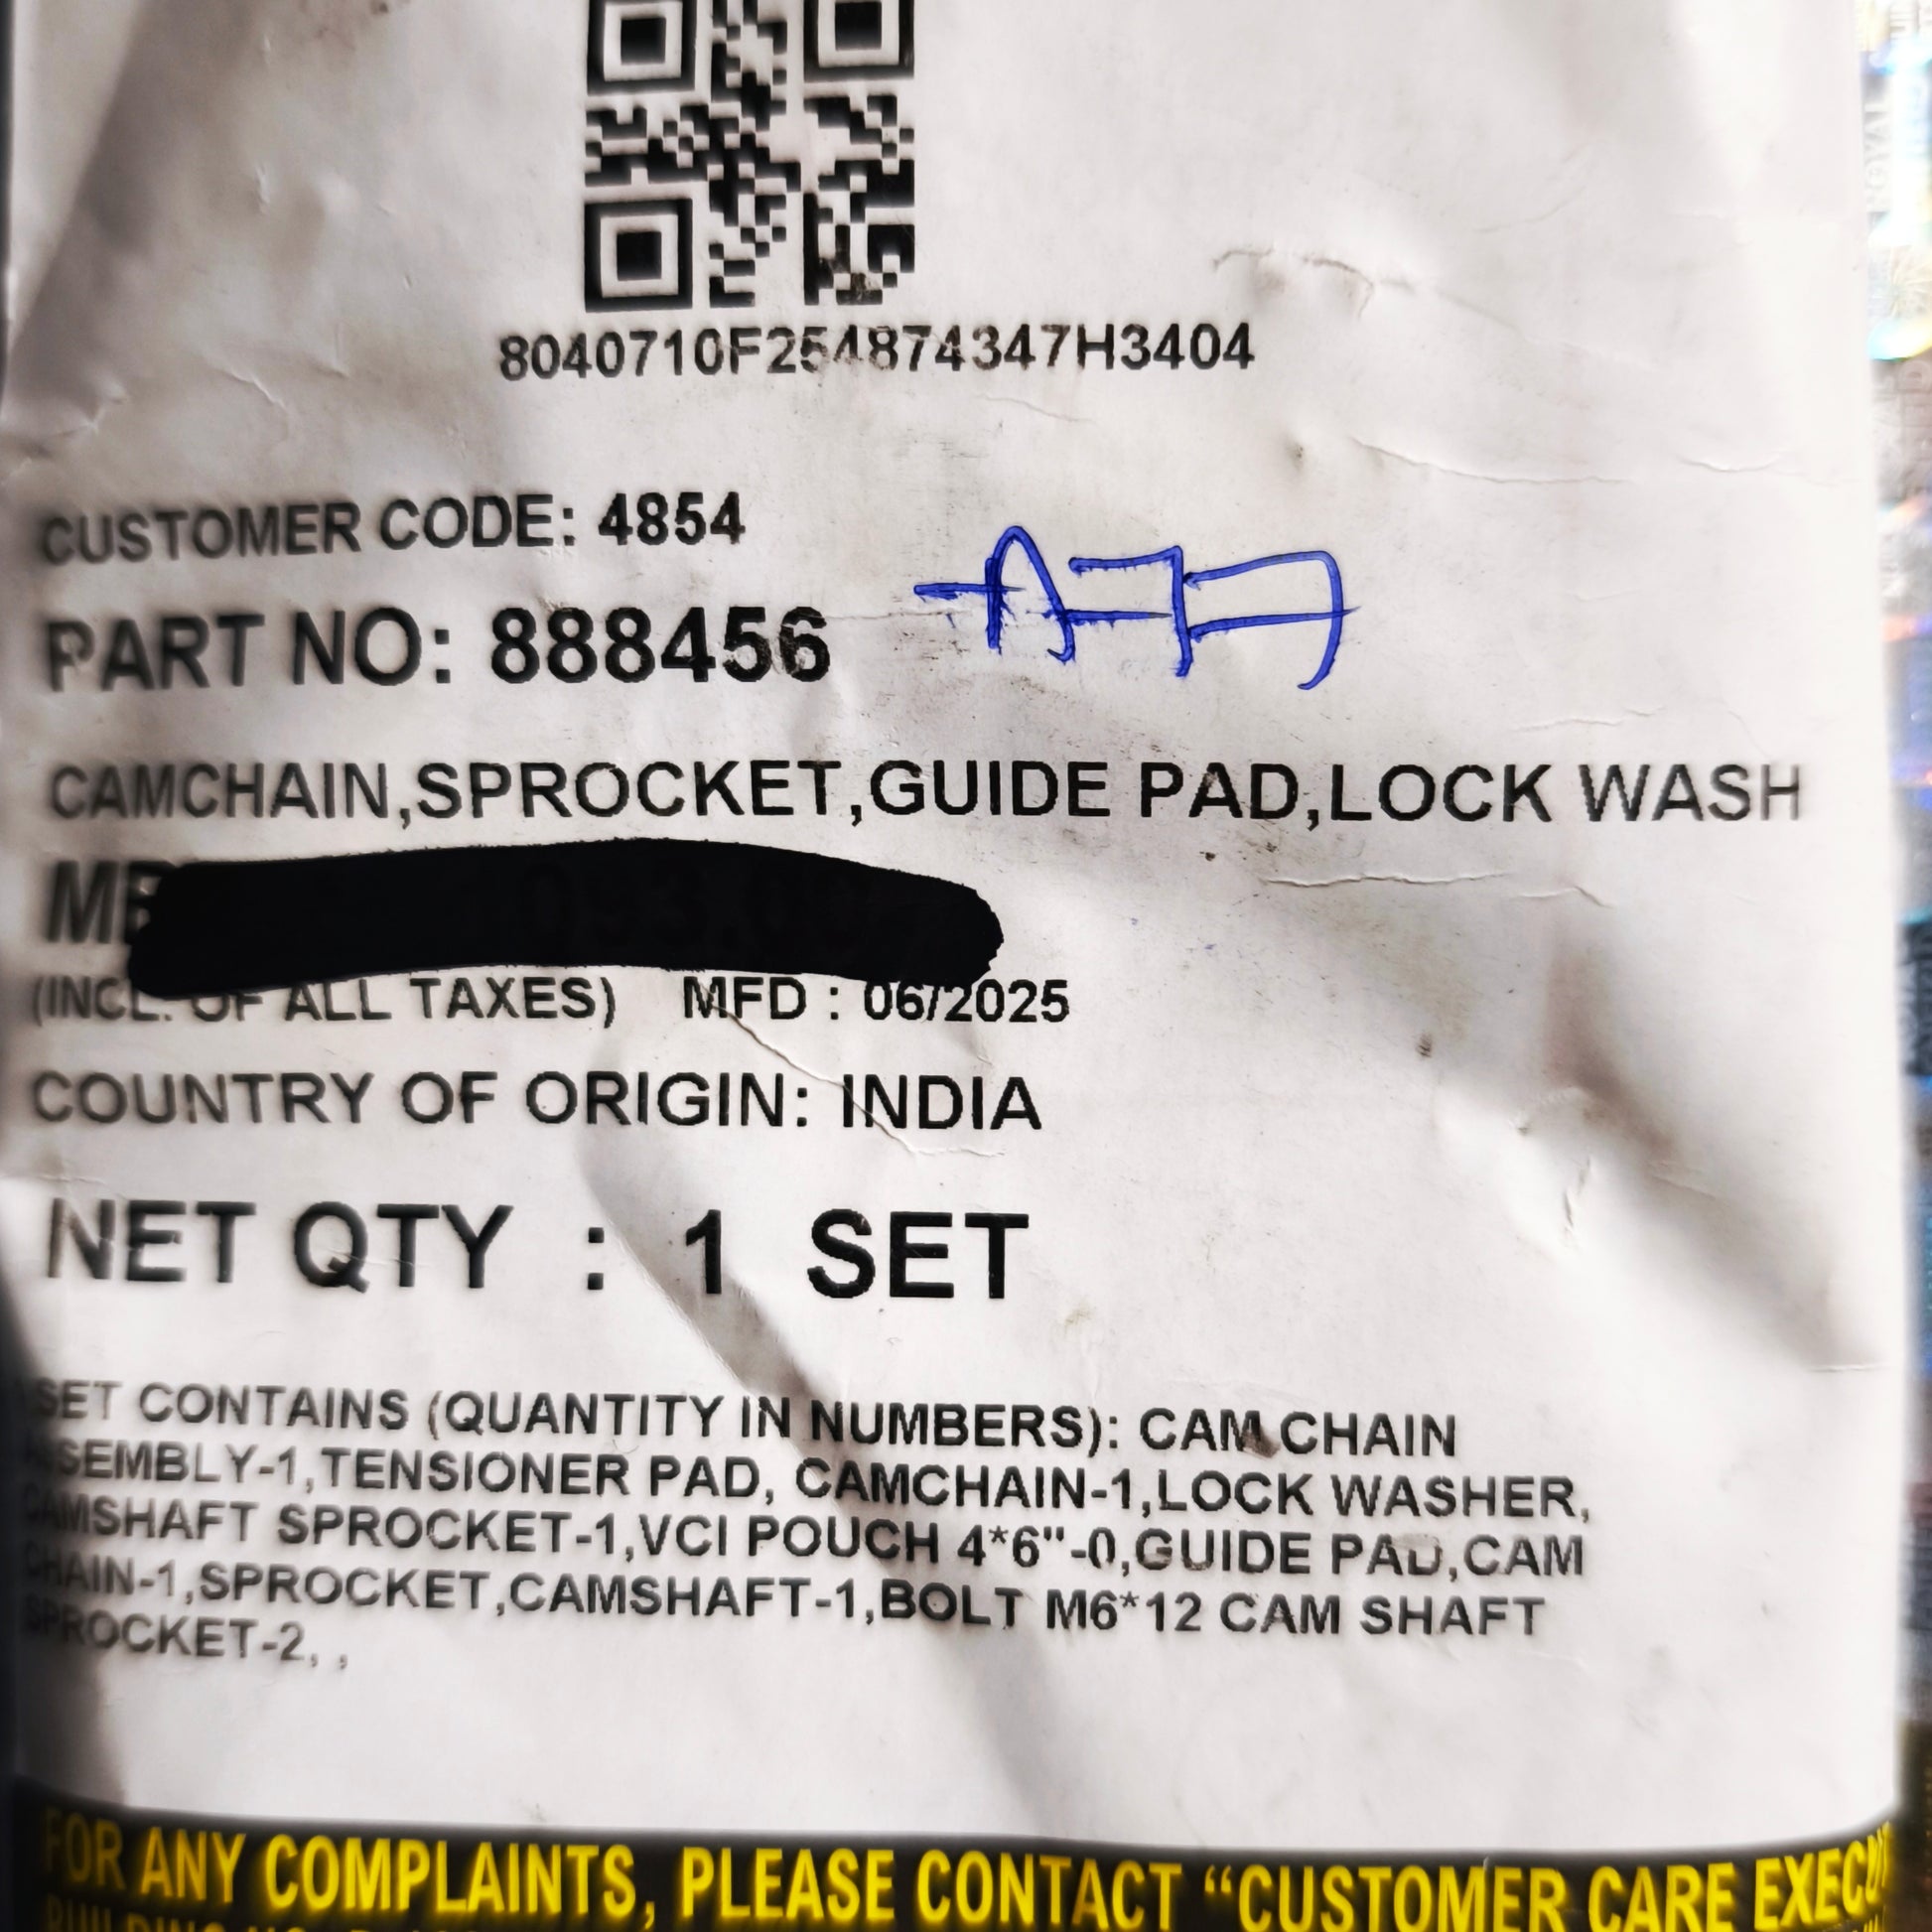 8040710F254874347H3404
CUSTOMER CODE: 4854
PART NO: 888456
A-77
CAMCHAIN,SPROCKET,GUIDE PAD,LOCK WASH
(INCL. OF ALL TAXES) MFD : 06/2025
COUNTRY OF ORIGIN: INDIA
NET QTY : 1 SET
SET CONTAINS (QUANTITY IN NUMBERS): CAM CHAIN
ASSEMBLY-1,TENSIONER PAD, CAMCHAIN-1,LOCK WASHER,
CAMSHAFT SPROCKET-1,VCI POUCH 4*6"-0,GUIDE PAD,CAM
CHAIN-1,SPROCKET,CAMSHAFT-1,BOLT M6*12 CAM SHAFT
SPROCKET-2, ,
FOR ANY COMPLAINTS, PLEASE CONTACT “CUSTOMER CARE EXECU